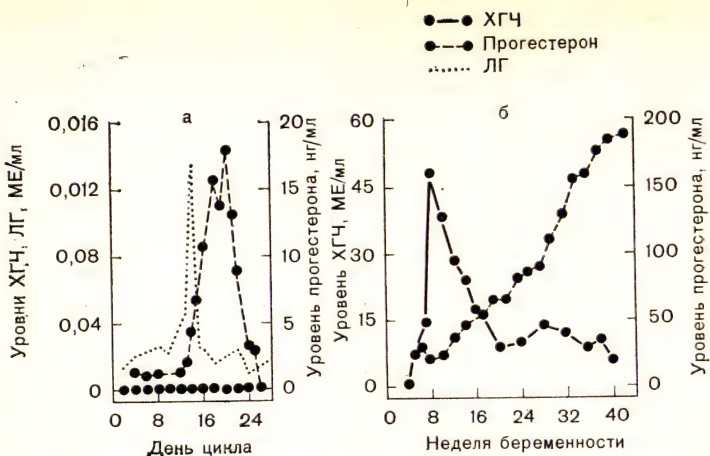 ХГЧ
Прогестерон
ЛГ
а
б
Уровни ХГЧ, ЛГ, МЕ/мл
0,016
0,012
0,08
0,04
0
20
15
10
5
0
Уровень прогестерона, нг/мл
0 8 16 24
День цикла
Уровень ХГЧ, МЕ/мл
60
45
30
15
0
200
150
100
50
0
Уровень прогестерона, нг/мл
0 8 16 24 32 40
Неделя беременности